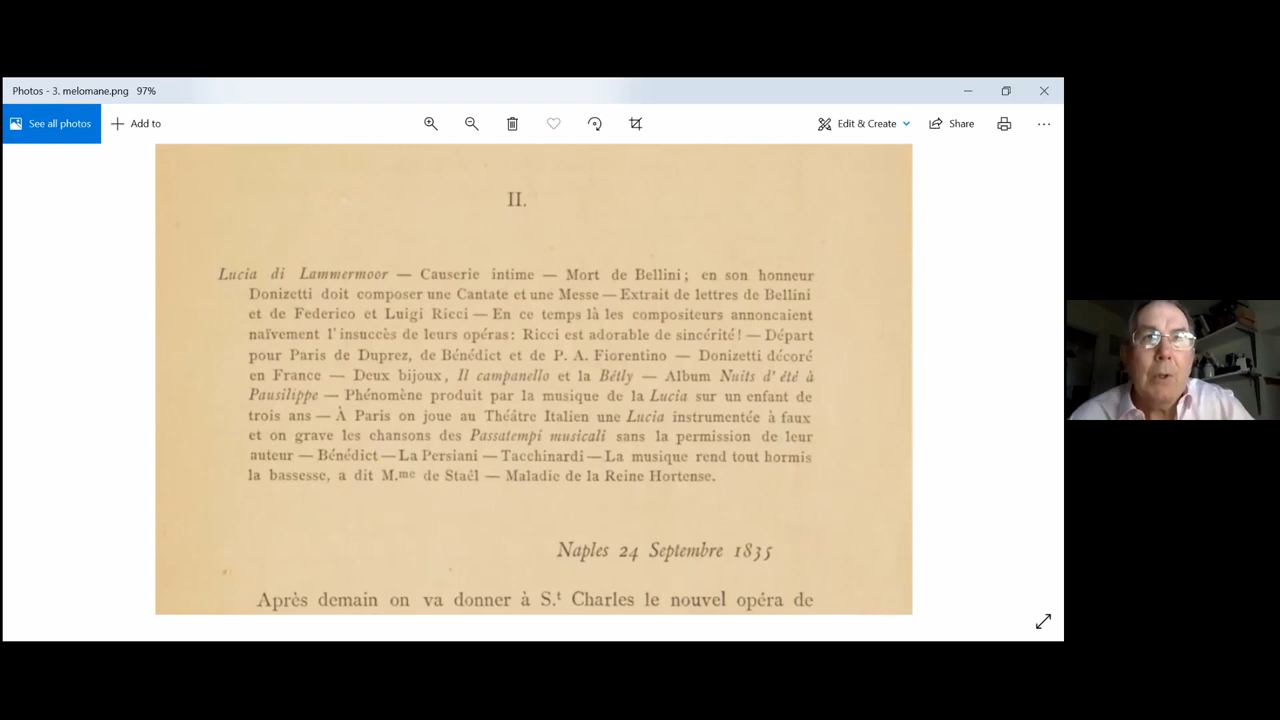 Photos - 3. melomane.png   97%
See all photos
Add to
Edit & Create
Share
II.
Lucia di Lammermoor — Causerie intime — Mort de Bellini ; en son honneur
Donizetti doit composer une Cantate et une Messe — Extrait de lettres de Bellini
et de Federico et Luigi Ricci — En ce temps là les compositeurs annoncaient
naïvement l'insuccès de leurs opéras : Ricci est adorable de sincérité ! — Départ
pour Paris de Duprez, de Bénédict et de P. A. Fiorentino — Donizetti décoré
en France — Deux bijoux, Il campanello et la Bétly — Album Nuits d'été à
Pausilippe — Phénomène produit par la musique de la Lucia sur un enfant de
trois ans — À Paris on joue au Théâtre Italien une Lucia instrumentée à faux
et on grave les chansons des Passatempi musicali sans la permission de leur
auteur — Bénédict — La Persiani — Tacchinardi — La musique rend tout hormis
la bassesse, a dit M.me de Staél — Maladie de la Reine Hortense.
Naples 24 Septembre 1835
Après demain on va donner à S.t Charles le nouvel opéra de